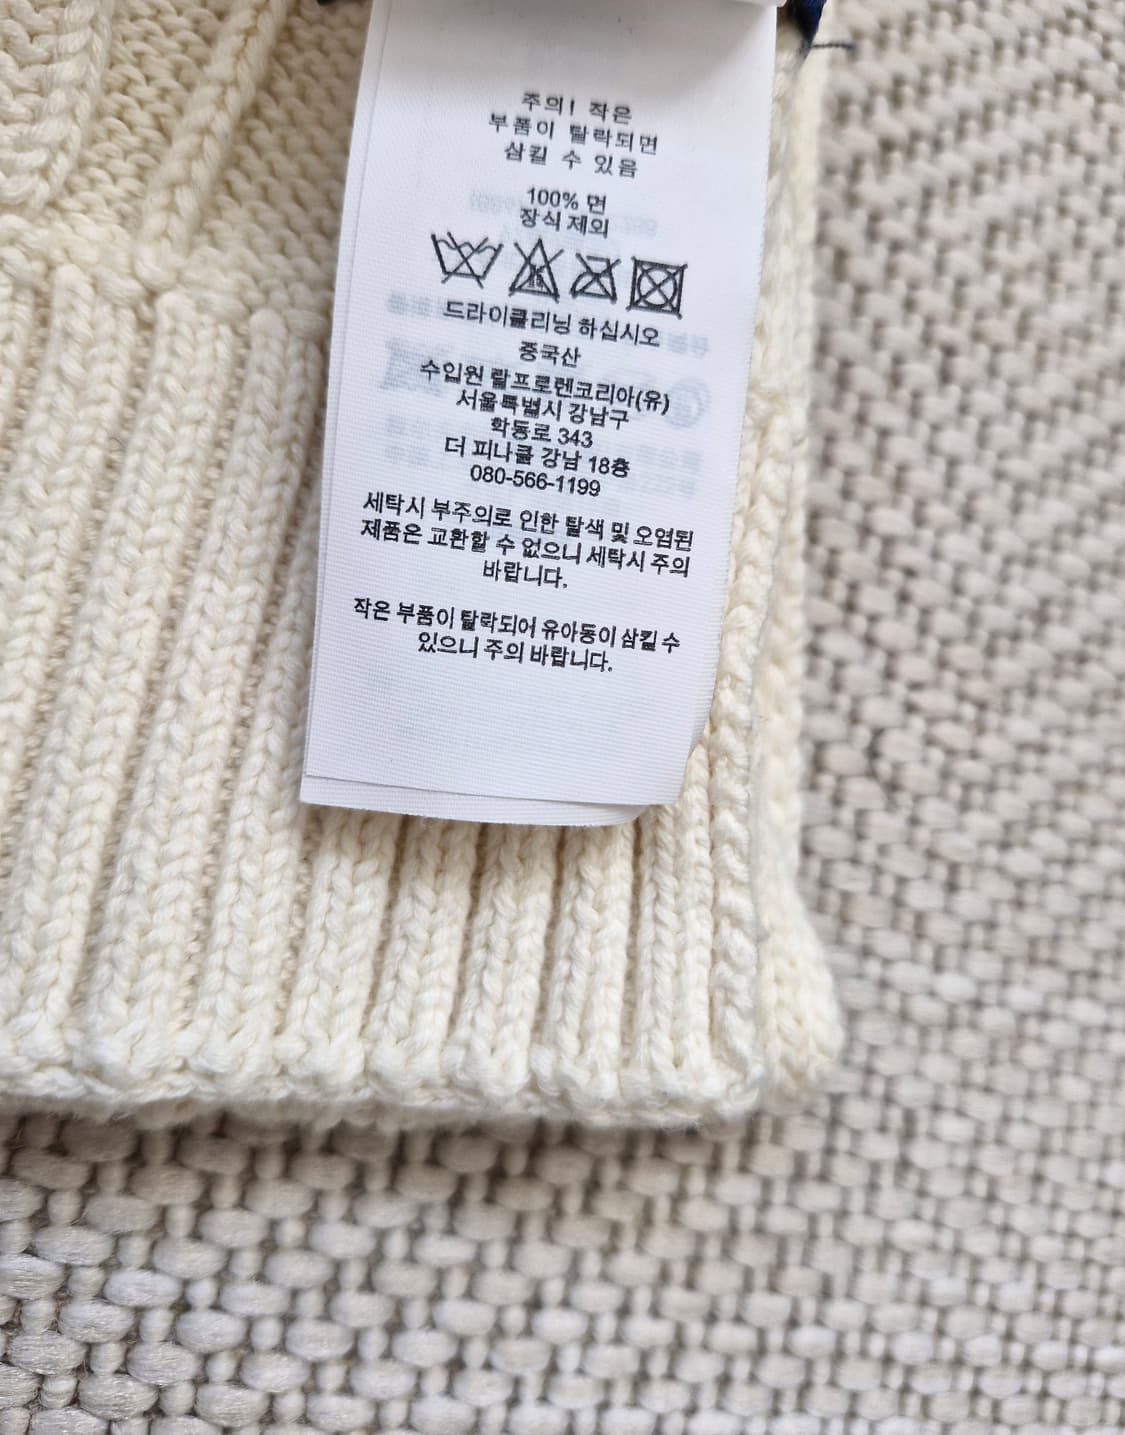 주의! 작은
부품이 탈락되면
삼킬 수 있음
100% 면
장식 제외
드라이클리닝 하십시오
중국산
수입원 랄프로렌코리아(유)
서울특별시 강남구
학동로 343
더 피나클 강남 18층
080-566-1199
세탁시 부주의로 인한 탈색 및 오염된
제품은 교환할 수 없으니 세탁시 주의
바랍니다.
작은 부품이 탈락되어 유아동이 삼킬 수
있으니 주의 바랍니다.